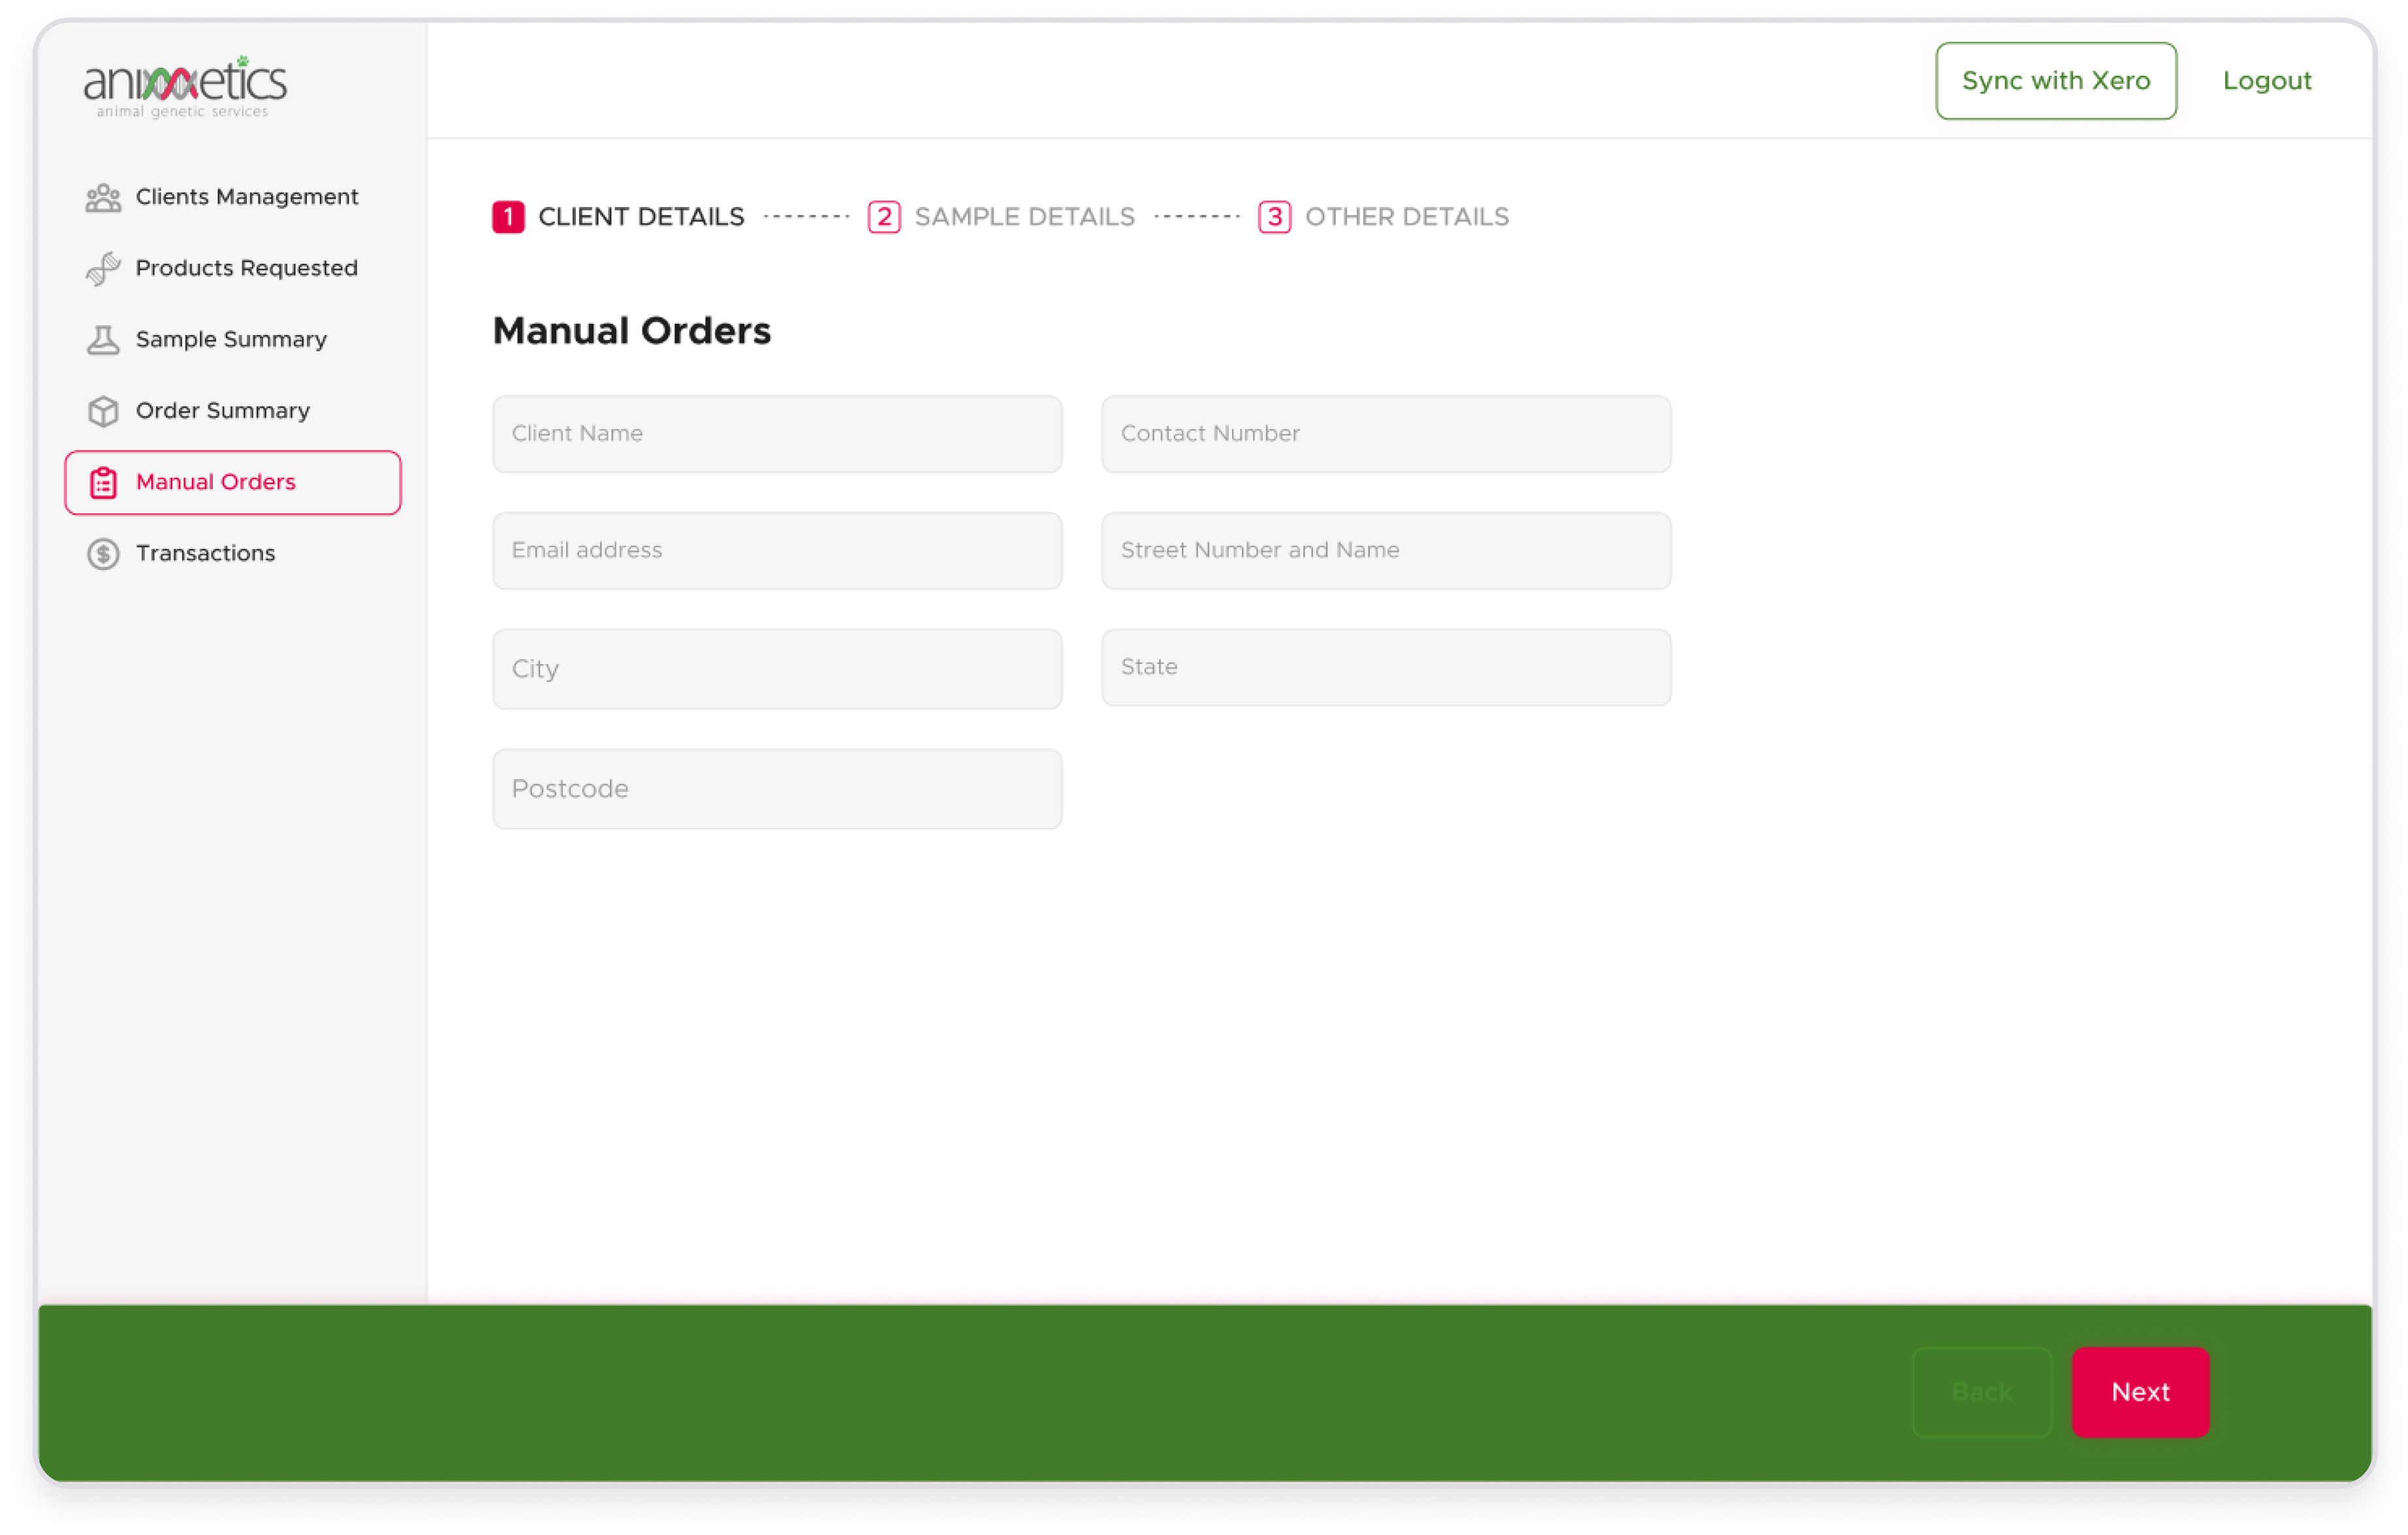 animetics
animal genetic services
Sync with Xero
Logout
Clients Management
Products Requested
Sample Summary
Order Summary
Manual Orders
Transactions
1 CLIENT DETAILS
2 SAMPLE DETAILS
3 OTHER DETAILS
Manual Orders
Client Name
Contact Number
Email address
Street Number and Name
City
State
Postcode
Back
Next